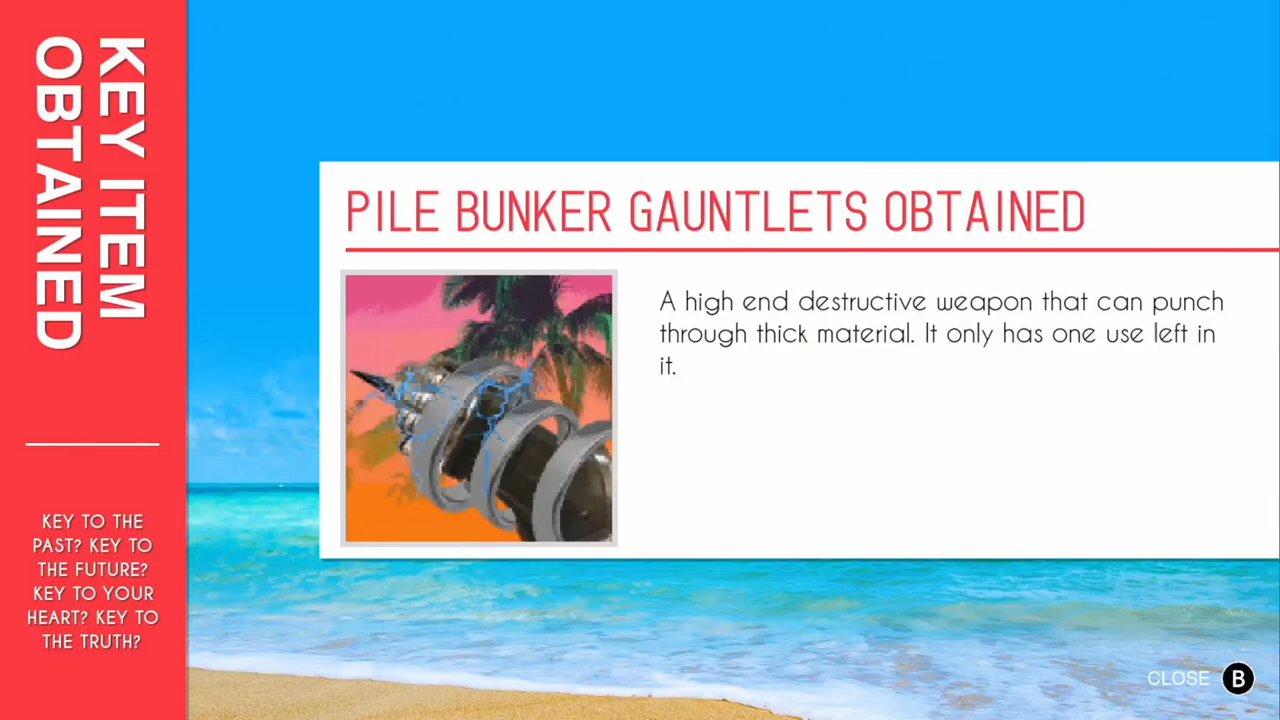 KEY ITEM
OBTAINED
KEY TO THE
PAST? KEY TO
THE FUTURE?
KEY TO YOUR
HEART? KEY TO
THE TRUTH?
PILE BUNKER GAUNTLETS OBTAINED
A high end destructive weapon that can punch
through thick material. It only has one use left in
it.
CLOSE B